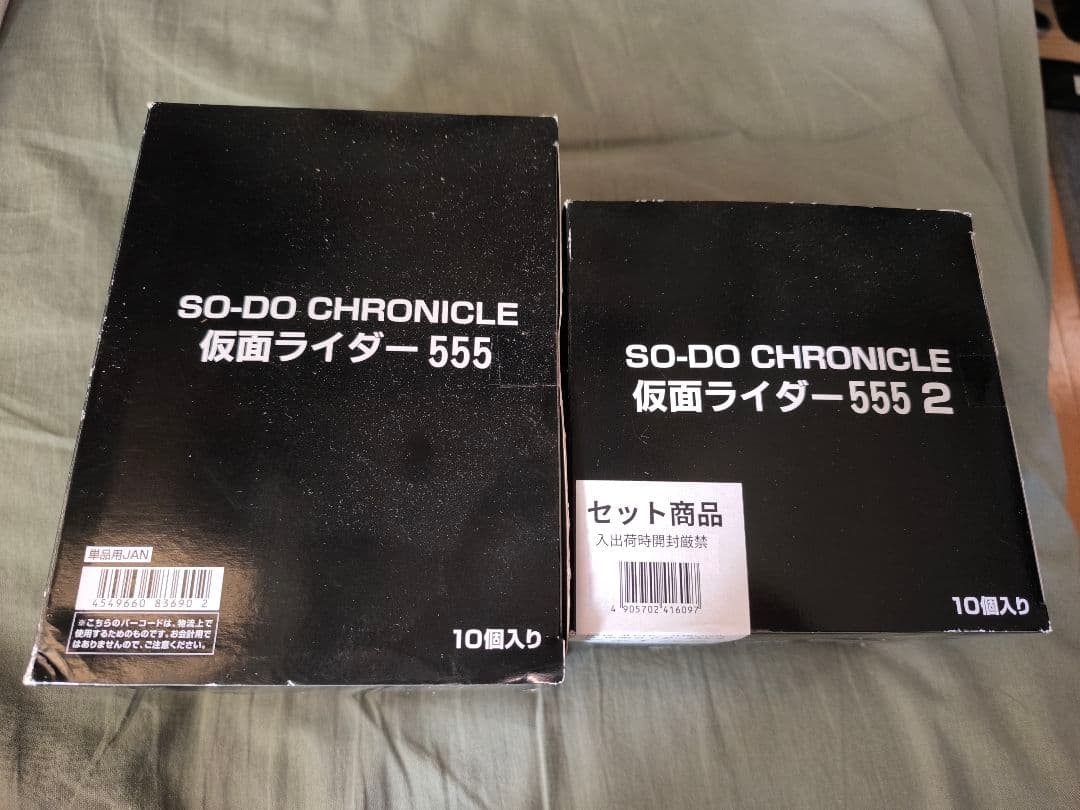 SO-DO CHRONICLE
仮面ライダー 555
単品用JAN
4549660 83690 2
※こちらのバーコードは、物流上で
使用するためのものです。お会計用で
はありませんので、ご注意ください。
10個入り
SO-DO CHRONICLE
仮面ライダー555 2
セット商品
入出荷時開封厳禁
4 905702 416097
10個入り